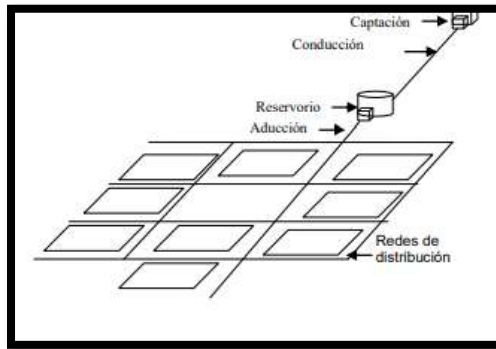 Captación
Conducción
Reservorio
Aducción
Redes de
distribución